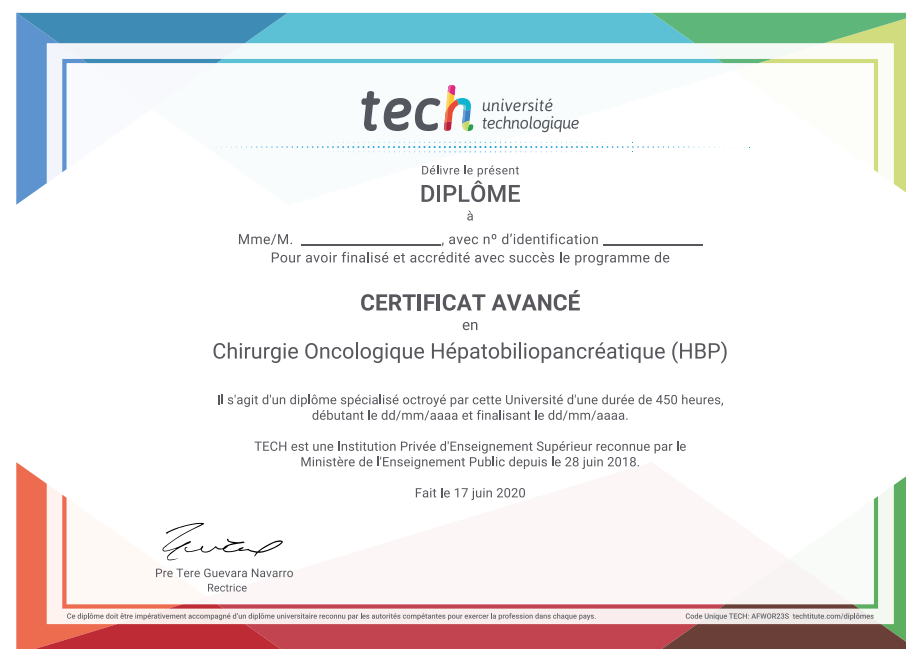 tech université
technologique
Délivre le présent
DIPLÔME
à
Mme/M. ____________________, avec nº d'identification ______________
Pour avoir finalisé et accrédité avec succès le programme de
CERTIFICAT AVANCÉ
en
Chirurgie Oncologique Hépatobiliopancréatique (HBP)
Il s'agit d'un diplôme spécialisé octroyé par cette Université d'une durée de 450 heures,
débutant le dd/mm/aaaa et finalisant le dd/mm/aaaa.
TECH est une Institution Privée d'Enseignement Supérieur reconnue par le
Ministère de l'Enseignement Public depuis le 28 juin 2018.
Fait le 17 juin 2020
Pre Tere Guevara Navarro
Rectrice
Ce diplôme doit être impérativement accompagné d'un diplôme universitaire reconnu par les autorités compétantes pour exercer la profession dans chaque pays.
Code Unique TECH: AFWOR23S techtitute.com/diplômes